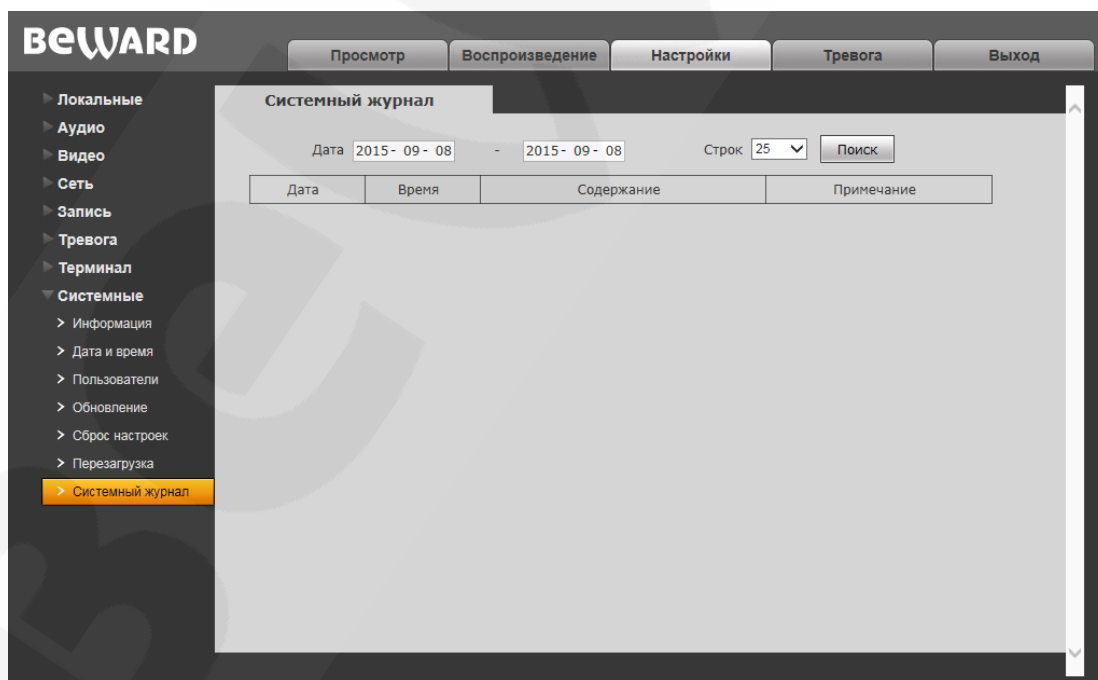 BEWARD
Просмотр Воспроизведение Настройки Тревога Выход
Локальные
Аудио
Видео
Сеть
Запись
Тревога
Терминал
Системные
> Информация
> Дата и время
> Пользователи
> Обновление
> Сброс настроек
> Перезагрузка
> Системный журнал
Системный журнал
Дата 2015- 09 - 08 - 2015- 09 - 08 Строк 25 Поиск
Дата Время Содержание Примечание